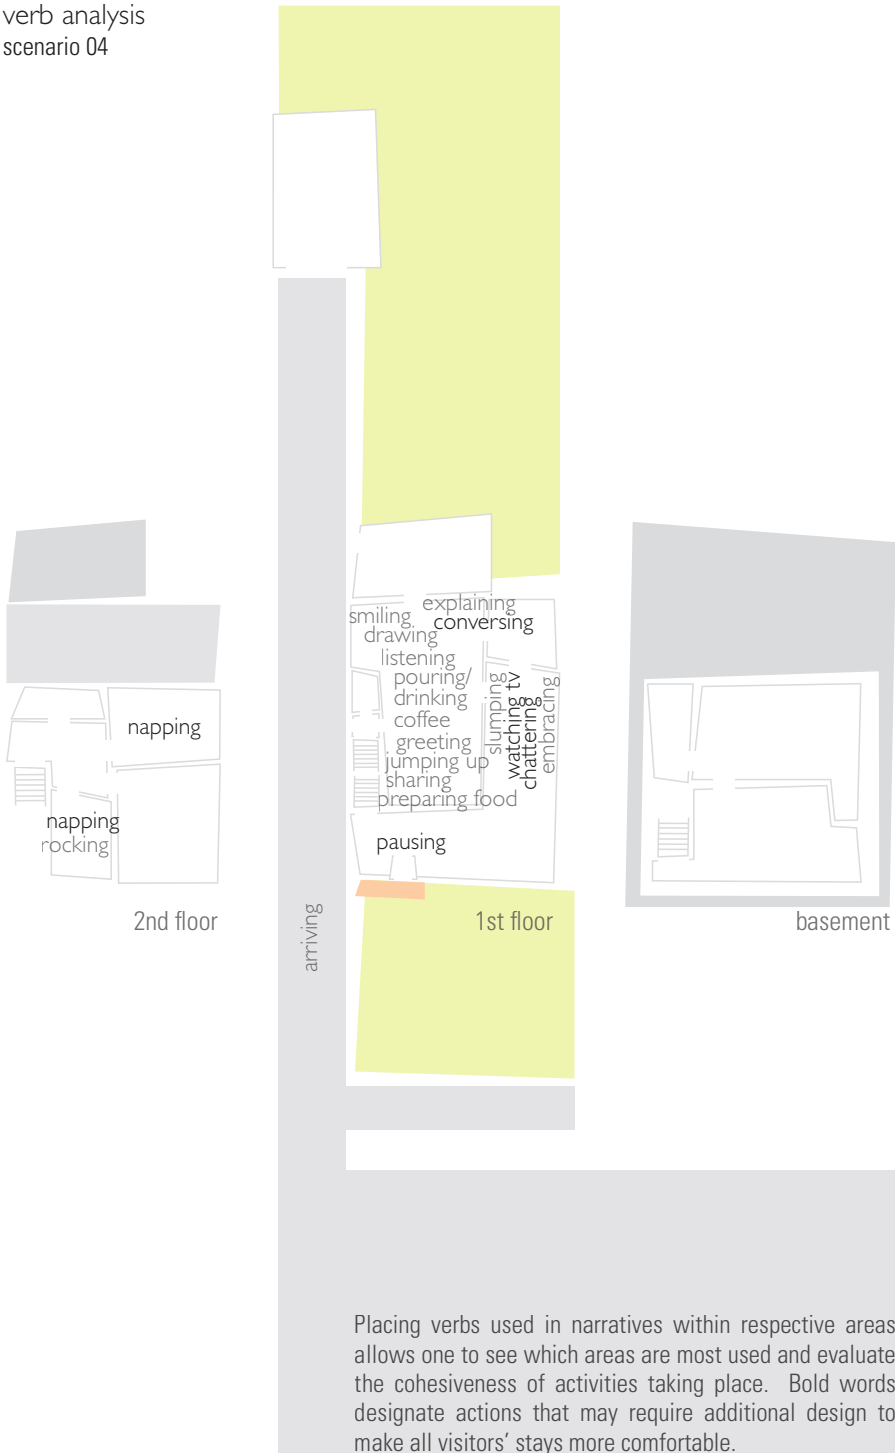 verb analysis
scenario 04
explaining
smiling
conversing
drawing
listening
pouring/
drinking
coffee
greeting
jumping up
sharing
preparing food
slumping
watching tv
chattering
embracing
pausing
napping
napping
rocking
2nd floor
arriving
1st floor
basement
Placing verbs used in narratives within respective areas
allows one to see which areas are most used and evaluate
the cohesiveness of activities taking place. Bold words
designate actions that may require additional design to
make all visitors’ stays more comfortable.